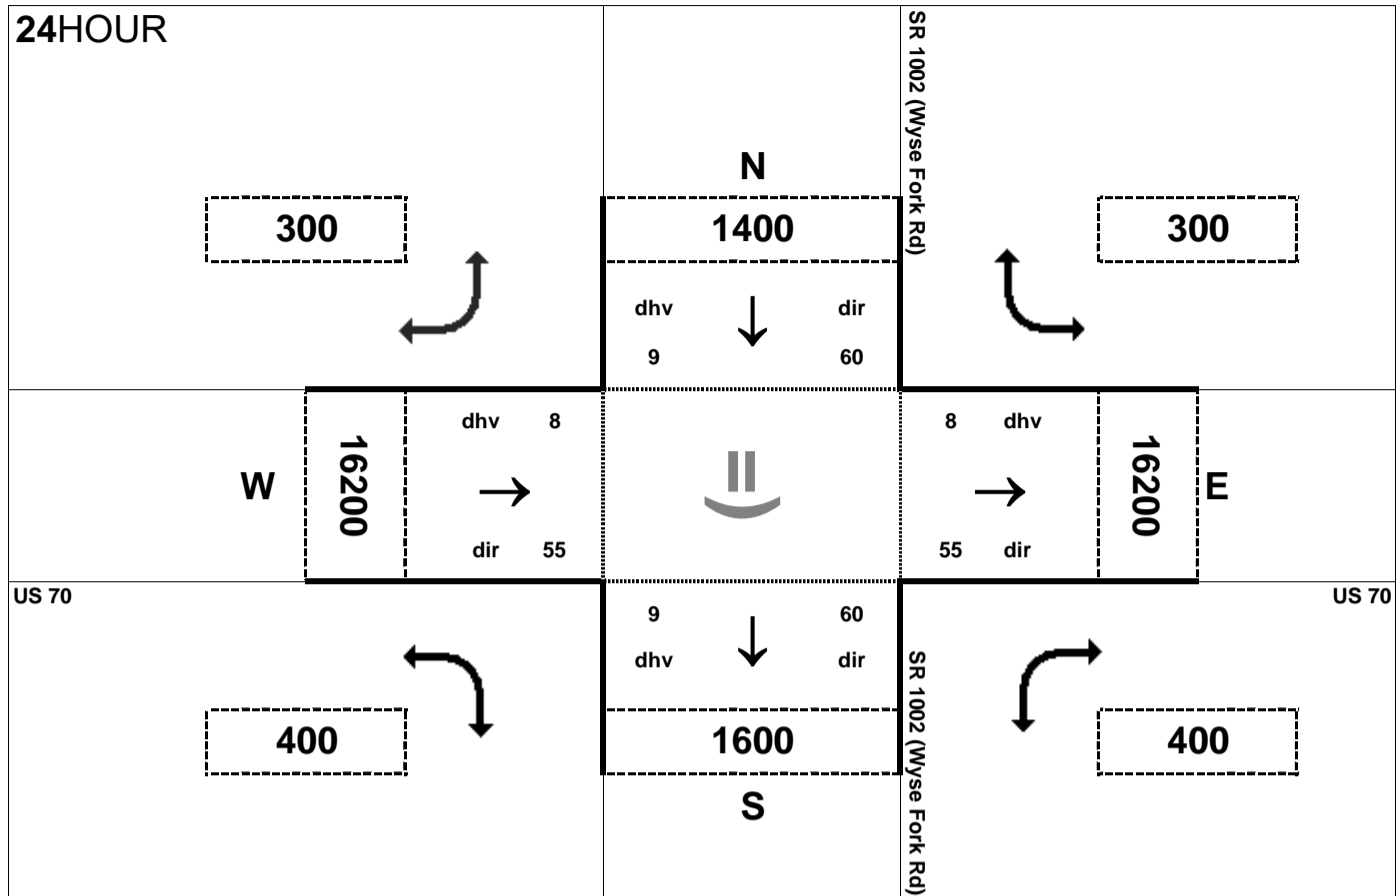 24HOUR
SR 1002 (Wyse Fork Rd)
N
300
1400
300
dhv
dir
9
60
dhv 8
8 dhv
W
16200
16200
E
dir 55
55 dir
US 70
US 70
9
60
dhv
dir
SR 1002 (Wyse Fork Rd)
400
1600
400
S